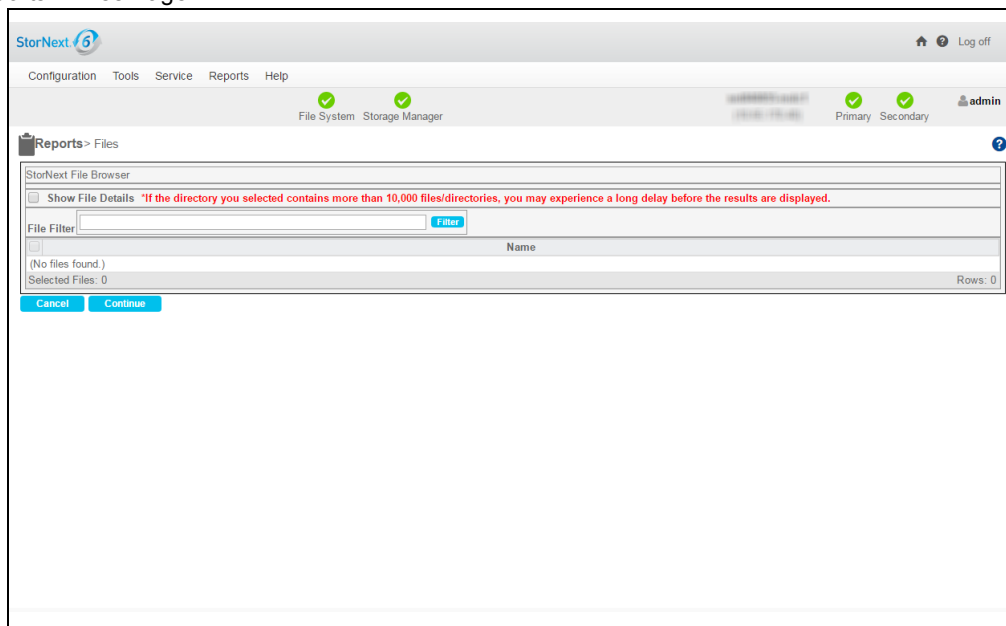 StorNext. 6
Log off
Configuration Tools Service Reports Help
File System Storage Manager
Primary Secondary
admin
Reports > Files
StorNext File Browser
Show File Details *If the directory you selected contains more than 10,000 files/directories, you may experience a long delay before the results are displayed.
File Filter Filter
Name
(No files found.)
Selected Files: 0 Rows: 0
Cancel Continue